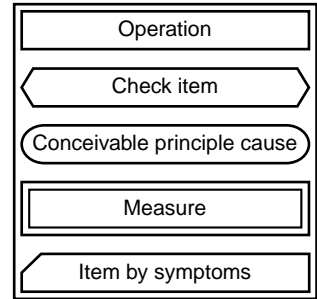 Operation
Check item
Conceivable principle cause
Measure
Item by symptoms